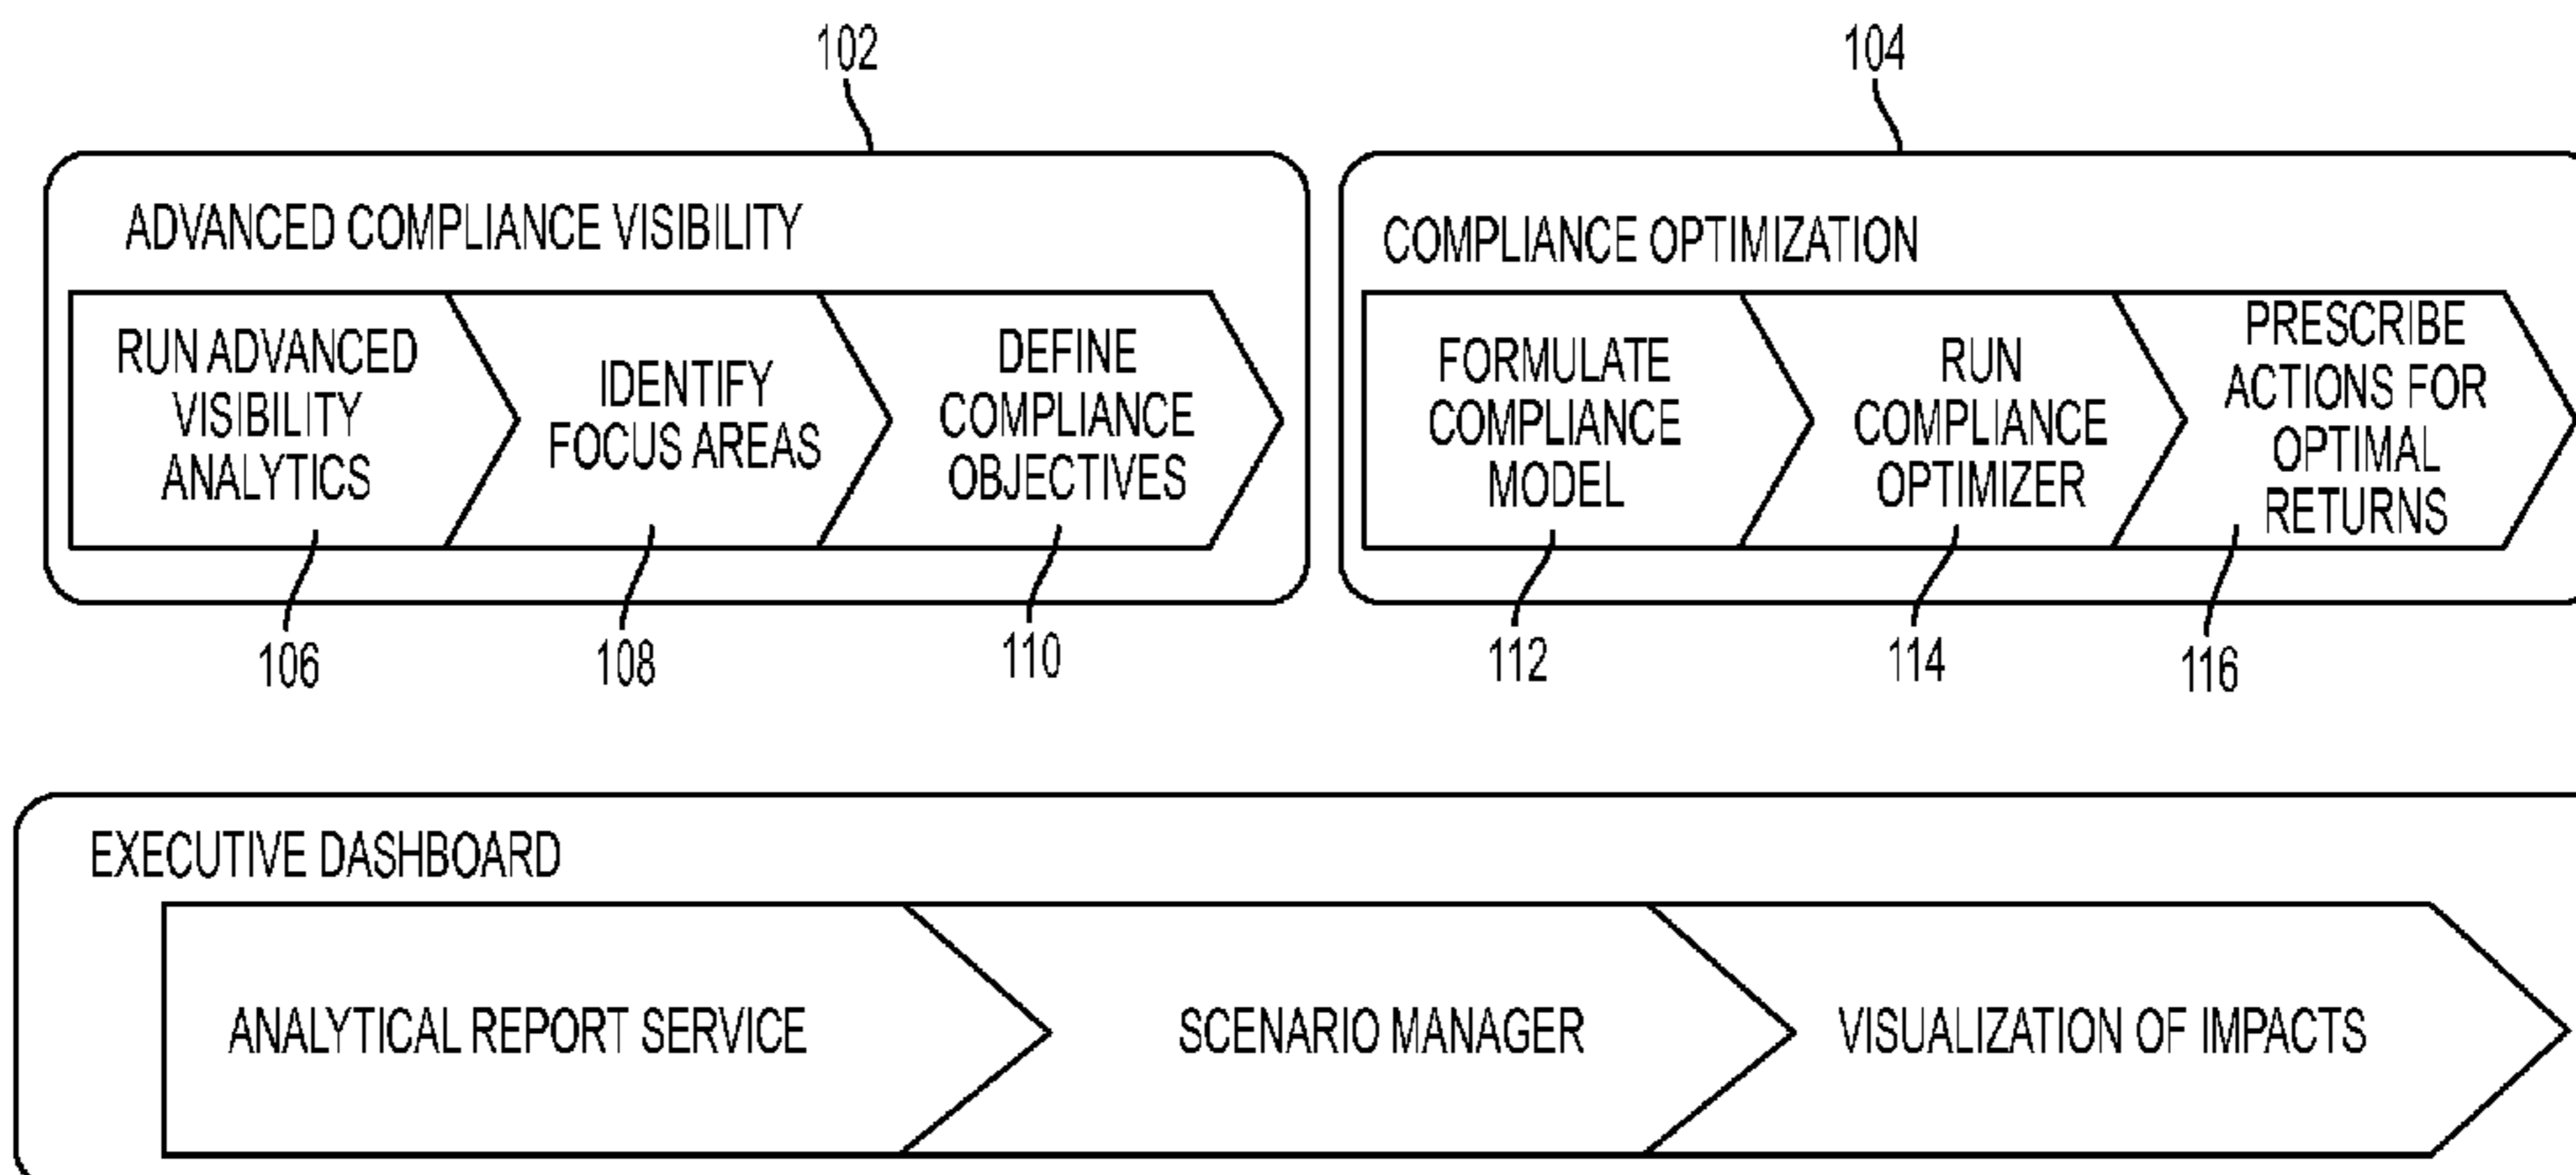 102
104
ADVANCED COMPLIANCE VISIBILITY
RUN ADVANCED
VISIBILITY
ANALYTICS
IDENTIFY
FOCUS AREAS
DEFINE
COMPLIANCE
OBJECTIVES
106
108
110
COMPLIANCE OPTIMIZATION
FORMULATE
COMPLIANCE
MODEL
RUN
COMPLIANCE
OPTIMIZER
PRESCRIBE
ACTIONS FOR
OPTIMAL
RETURNS
112
114
116
EXECUTIVE DASHBOARD
ANALYTICAL REPORT SERVICE
SCENARIO MANAGER
VISUALIZATION OF IMPACTS